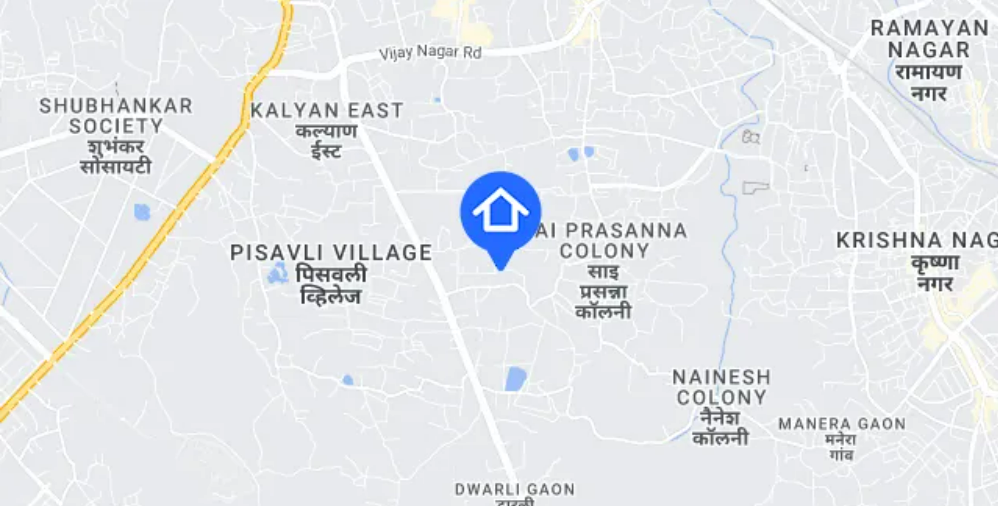 Vijay Nagar Rd
RAMAYAN
NAGAR
रामायण
नगर
SHUBHANKAR
SOCIETY
शुभंकर
सोसायटी
KALYAN EAST
कल्याण
ईस्ट
PISAVLI VILLAGE
पिसवली
व्हिलेज
AI PRASANNA
COLONY
साइ
प्रसन्ना
कॉलनी
KRISHNA NAG
कृष्णा
नगर
NAINESH
COLONY
नैनेश
कॉलनी
MANERA GAON
मनेरा
गांव
DWARLI GAON